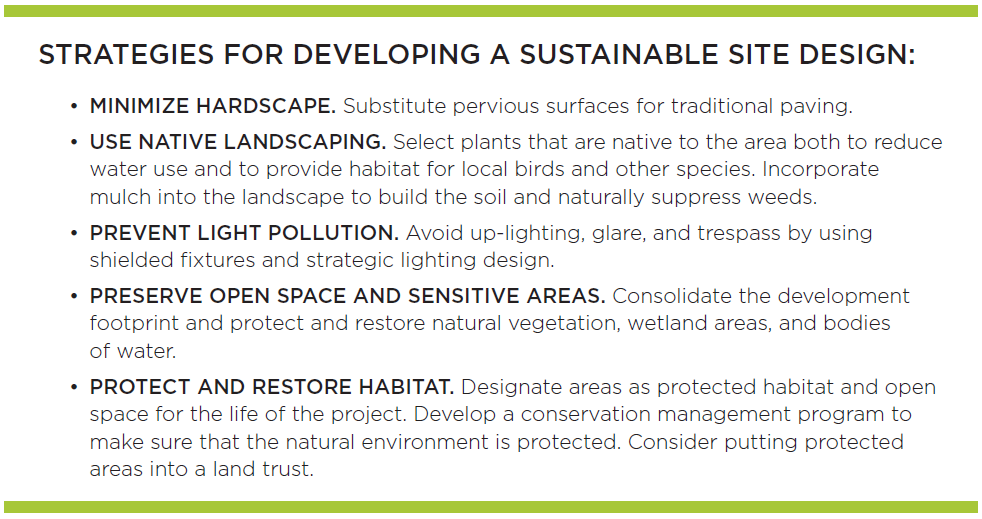 STRATEGIES FOR DEVELOPING A SUSTAINABLE SITE DESIGN:
• MINIMIZE HARDSCAPE. Substitute pervious surfaces for traditional paving.
• USE NATIVE LANDSCAPING. Select plants that are native to the area both to reduce
water use and to provide habitat for local birds and other species. Incorporate
mulch into the landscape to build the soil and naturally suppress weeds.
• PREVENT LIGHT POLLUTION. Avoid up-lighting, glare, and trespass by using
shielded fixtures and strategic lighting design.
• PRESERVE OPEN SPACE AND SENSITIVE AREAS. Consolidate the development
footprint and protect and restore natural vegetation, wetland areas, and bodies
of water.
• PROTECT AND RESTORE HABITAT. Designate areas as protected habitat and open
space for the life of the project. Develop a conservation management program to
make sure that the natural environment is protected. Consider putting protected
areas into a land trust.